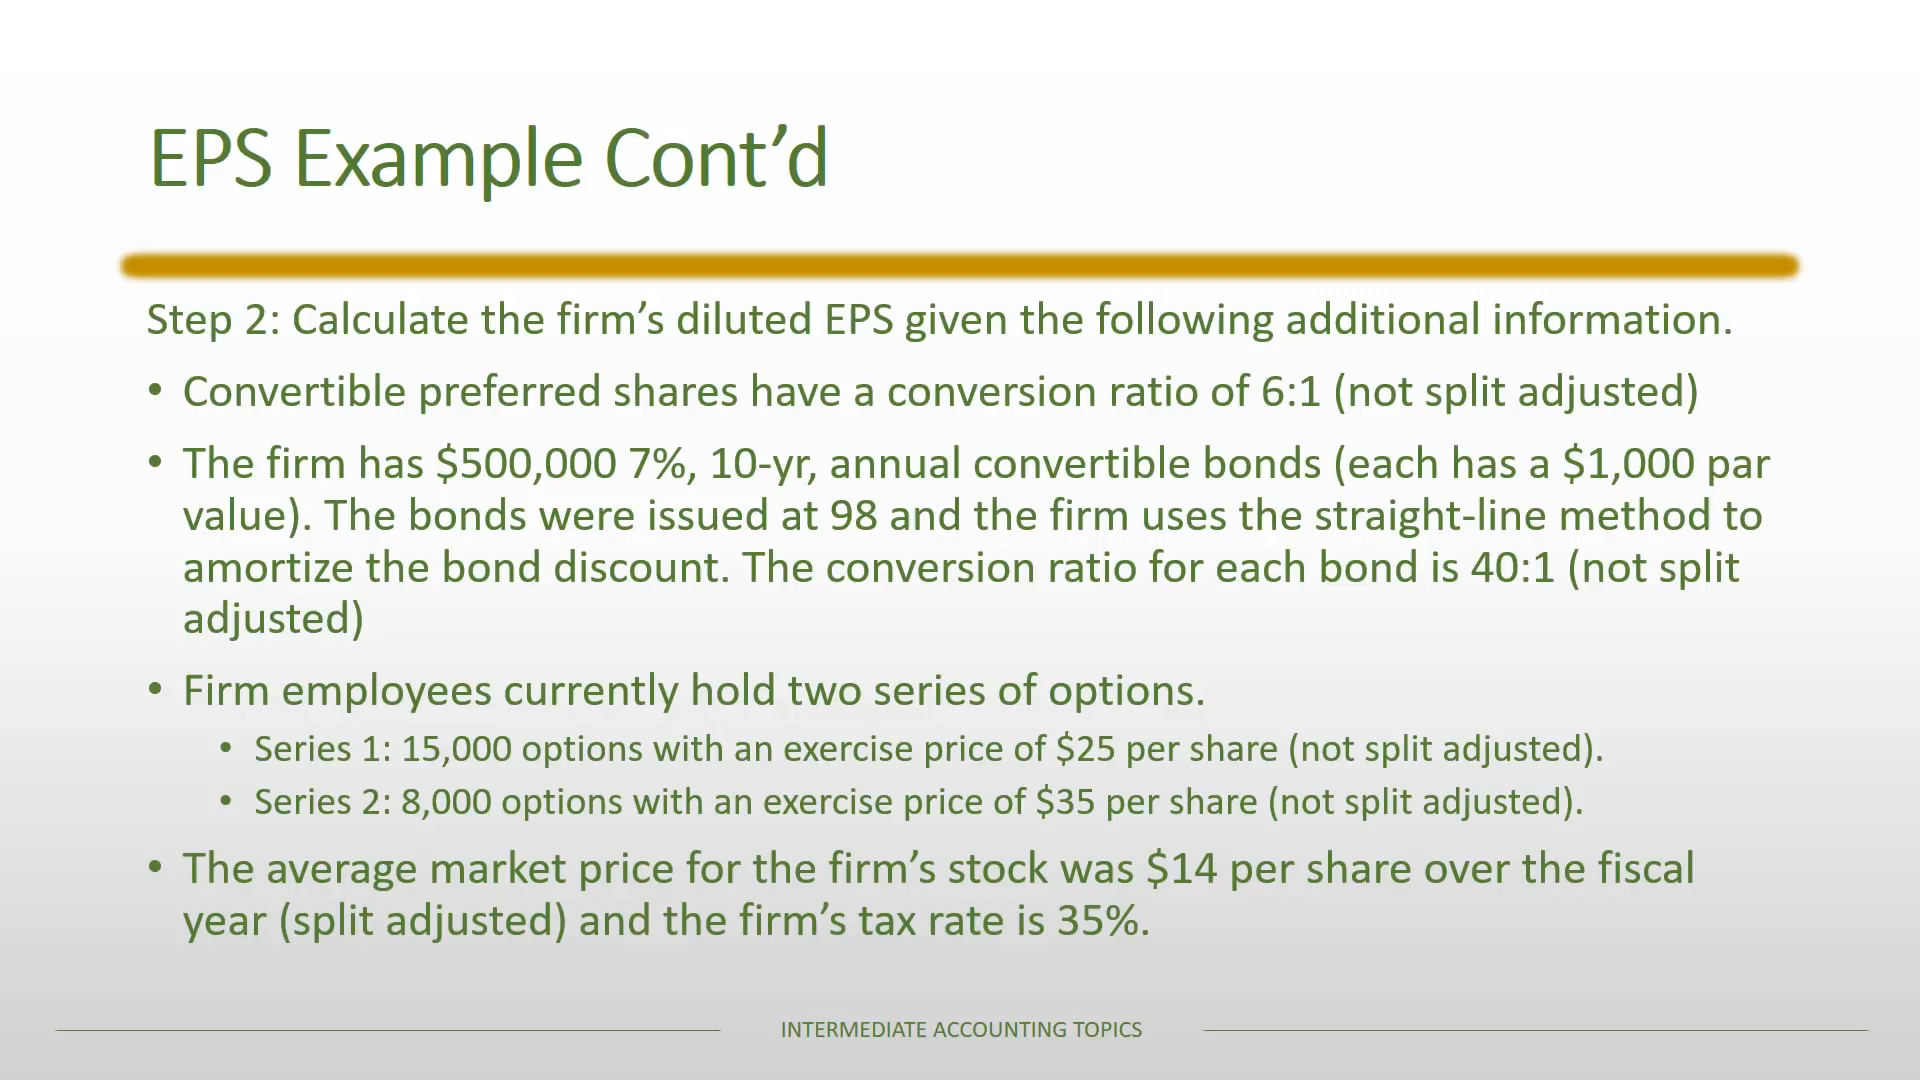 EPS Example Cont’d
Step 2: Calculate the firm’s diluted EPS given the following additional information.
• Convertible preferred shares have a conversion ratio of 6:1 (not split adjusted)
• The firm has $500,000 7%, 10-yr, annual convertible bonds (each has a $1,000 par
value). The bonds were issued at 98 and the firm uses the straight-line method to
amortize the bond discount. The conversion ratio for each bond is 40:1 (not split
adjusted)
• Firm employees currently hold two series of options.
• Series 1: 15,000 options with an exercise price of $25 per share (not split adjusted).
• Series 2: 8,000 options with an exercise price of $35 per share (not split adjusted).
• The average market price for the firm’s stock was $14 per share over the fiscal
year (split adjusted) and the firm’s tax rate is 35%.
INTERMEDIATE ACCOUNTING TOPICS